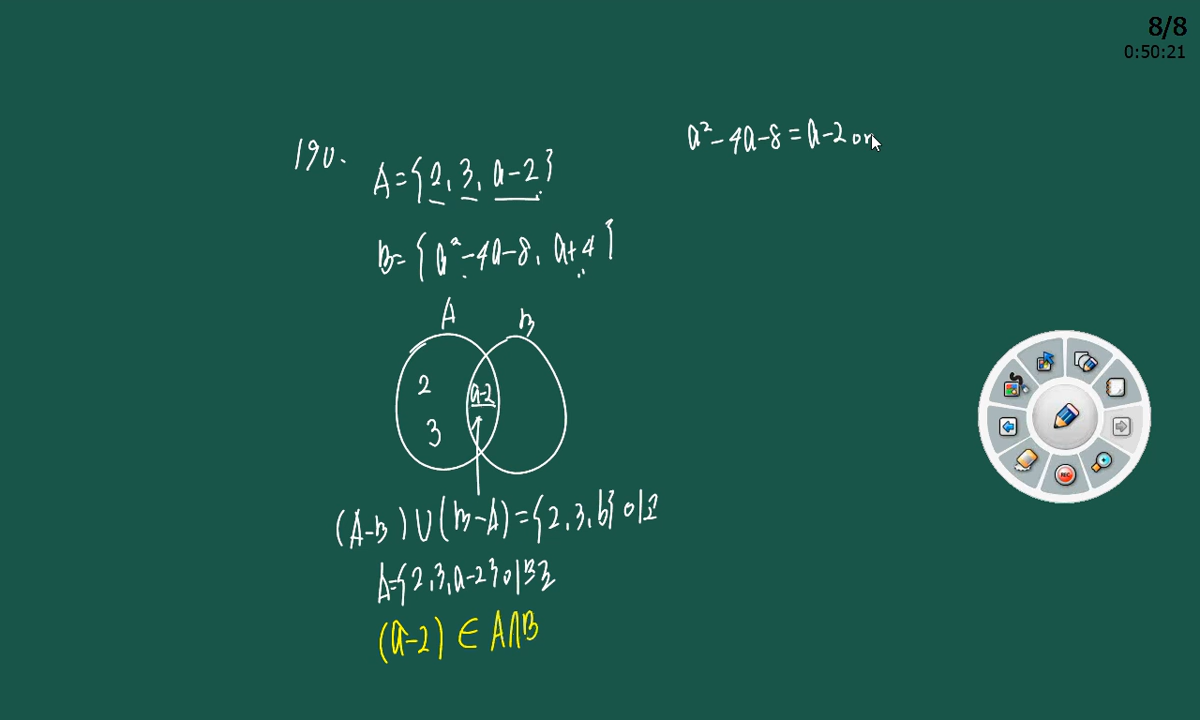 8/8
0:50:21
a²-4a-8=a-2 or
190.
A={2, 3, a-2}
B={a²-4a-8, a+4}
A B
2 a-2
3
(A-B)∪(B-A)={2,3,b}이고
A={2,3,a-2}이므로
(a-2)∈A∩B
REC